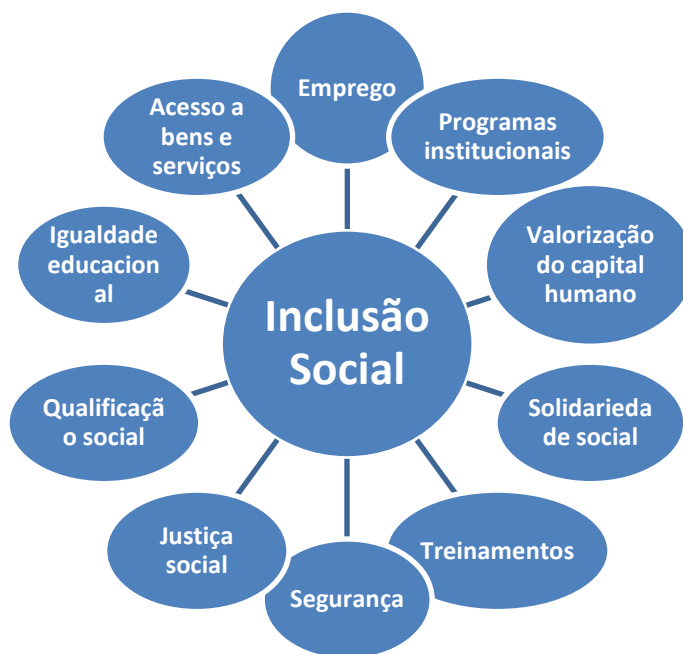 Emprego
Programas
institucionais
Valorização
do capital
humano
Solidarieda
de social
Treinamentos
Segurança
Justiça
social
Qualificaçã
o social
Igualdade
educacion
al
Acesso a
bens e
serviços
Inclusão
Social